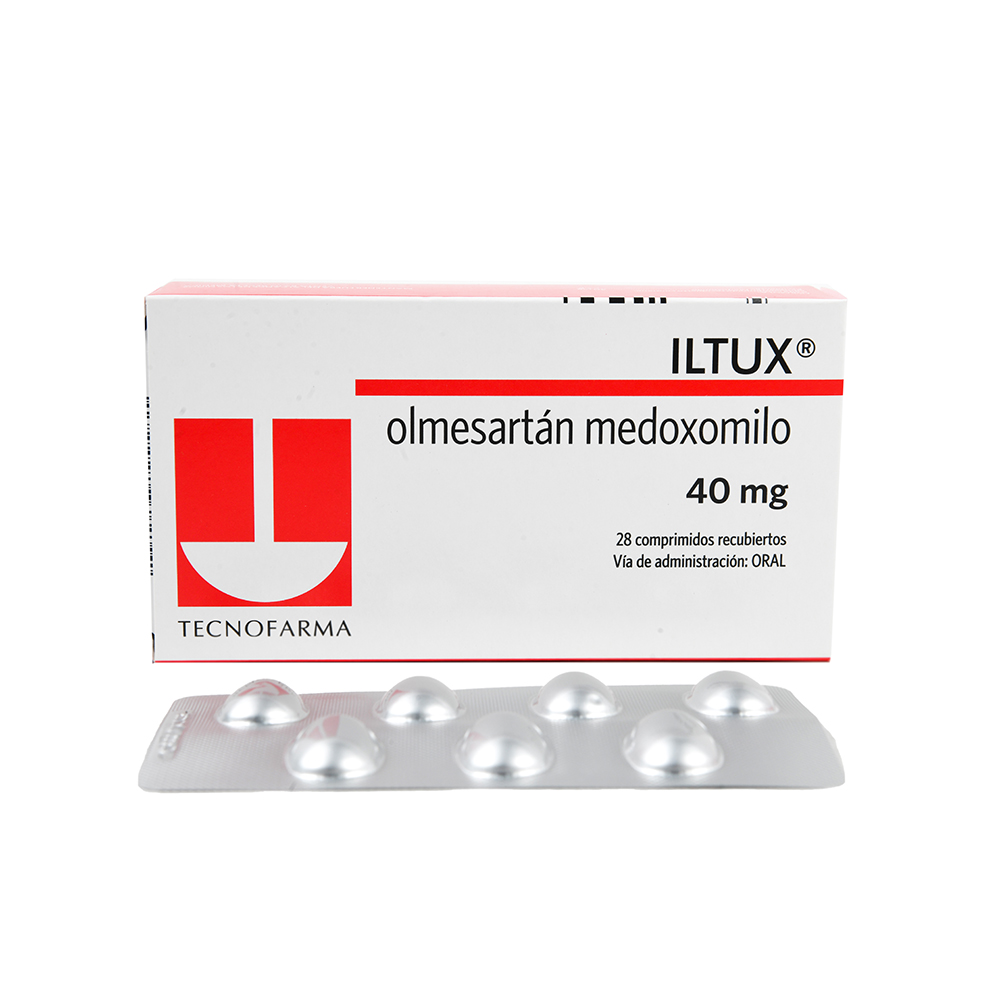 ILTUX®
olmesartán medoxomilo
40 mg
28 comprimidos recubiertos
Vía de administración: ORAL
TECNOFARMA